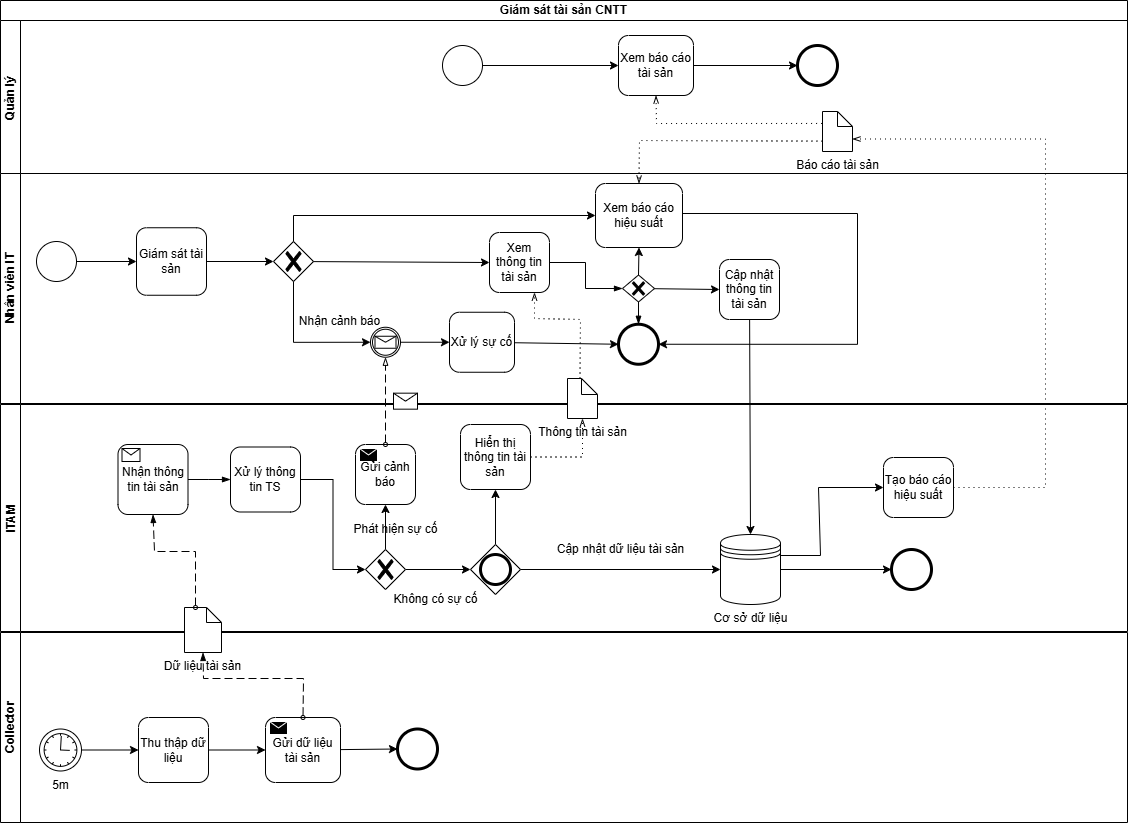 Giám sát tài sản CNTT
Quản lý
Xem báo cáo
tài sản
Báo cáo tài sản
Nhân viên IT
Giám sát tài
sản
Xem báo cáo
hiệu suất
Xem
thông tin
tài sản
Cập nhật
thông tin
tài sản
Nhận cảnh báo
Xử lý sự cố
Thông tin tài sản
ITAM
Nhận thông
tin tài sản
Xử lý thông
tin TS
Gửi cảnh
báo
Hiển thị
thông tin tài
sản
Tạo báo cáo
hiệu suất
Phát hiện sự cố
Cập nhật dữ liệu tài sản
Không có sự cố
Cơ sở dữ liệu
Dữ liệu tài sản
Collector
Thu thập dữ
liệu
Gửi dữ liệu
tài sản
5m